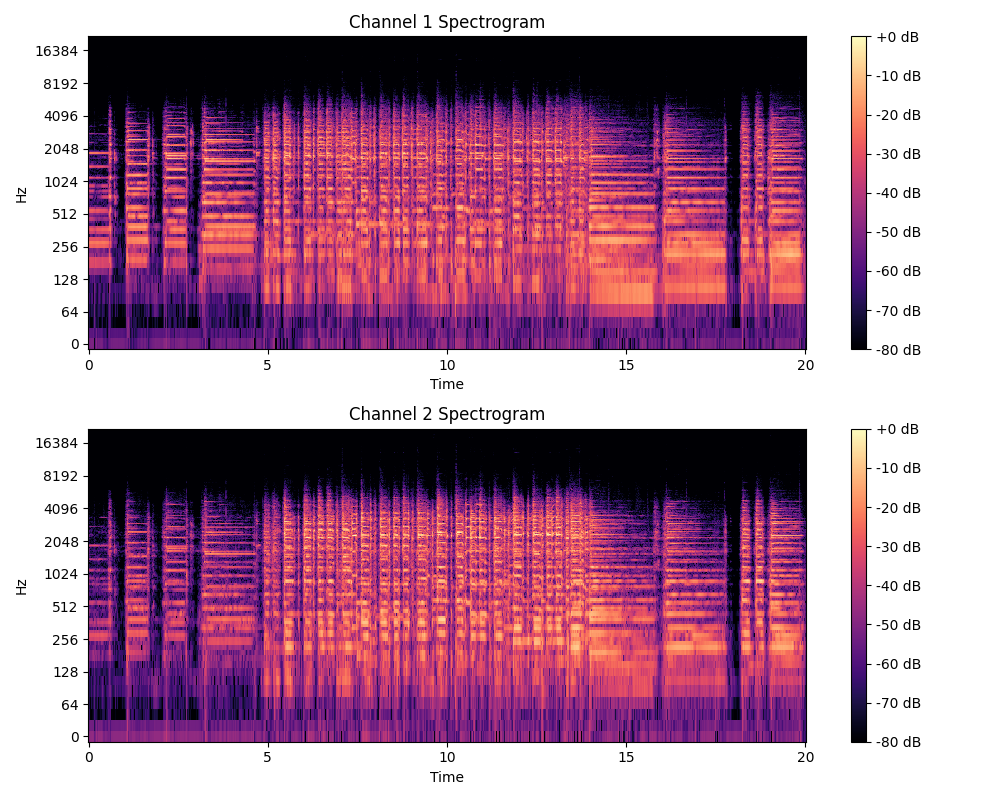 Channel 1 Spectrogram
Hz
16384
8192
4096
2048
1024
512
256
128
64
0
0 5 10 15 20
Time
+0 dB
-10 dB
-20 dB
-30 dB
-40 dB
-50 dB
-60 dB
-70 dB
-80 dB
Channel 2 Spectrogram
Hz
16384
8192
4096
2048
1024
512
256
128
64
0
0 5 10 15 20
Time
+0 dB
-10 dB
-20 dB
-30 dB
-40 dB
-50 dB
-60 dB
-70 dB
-80 dB